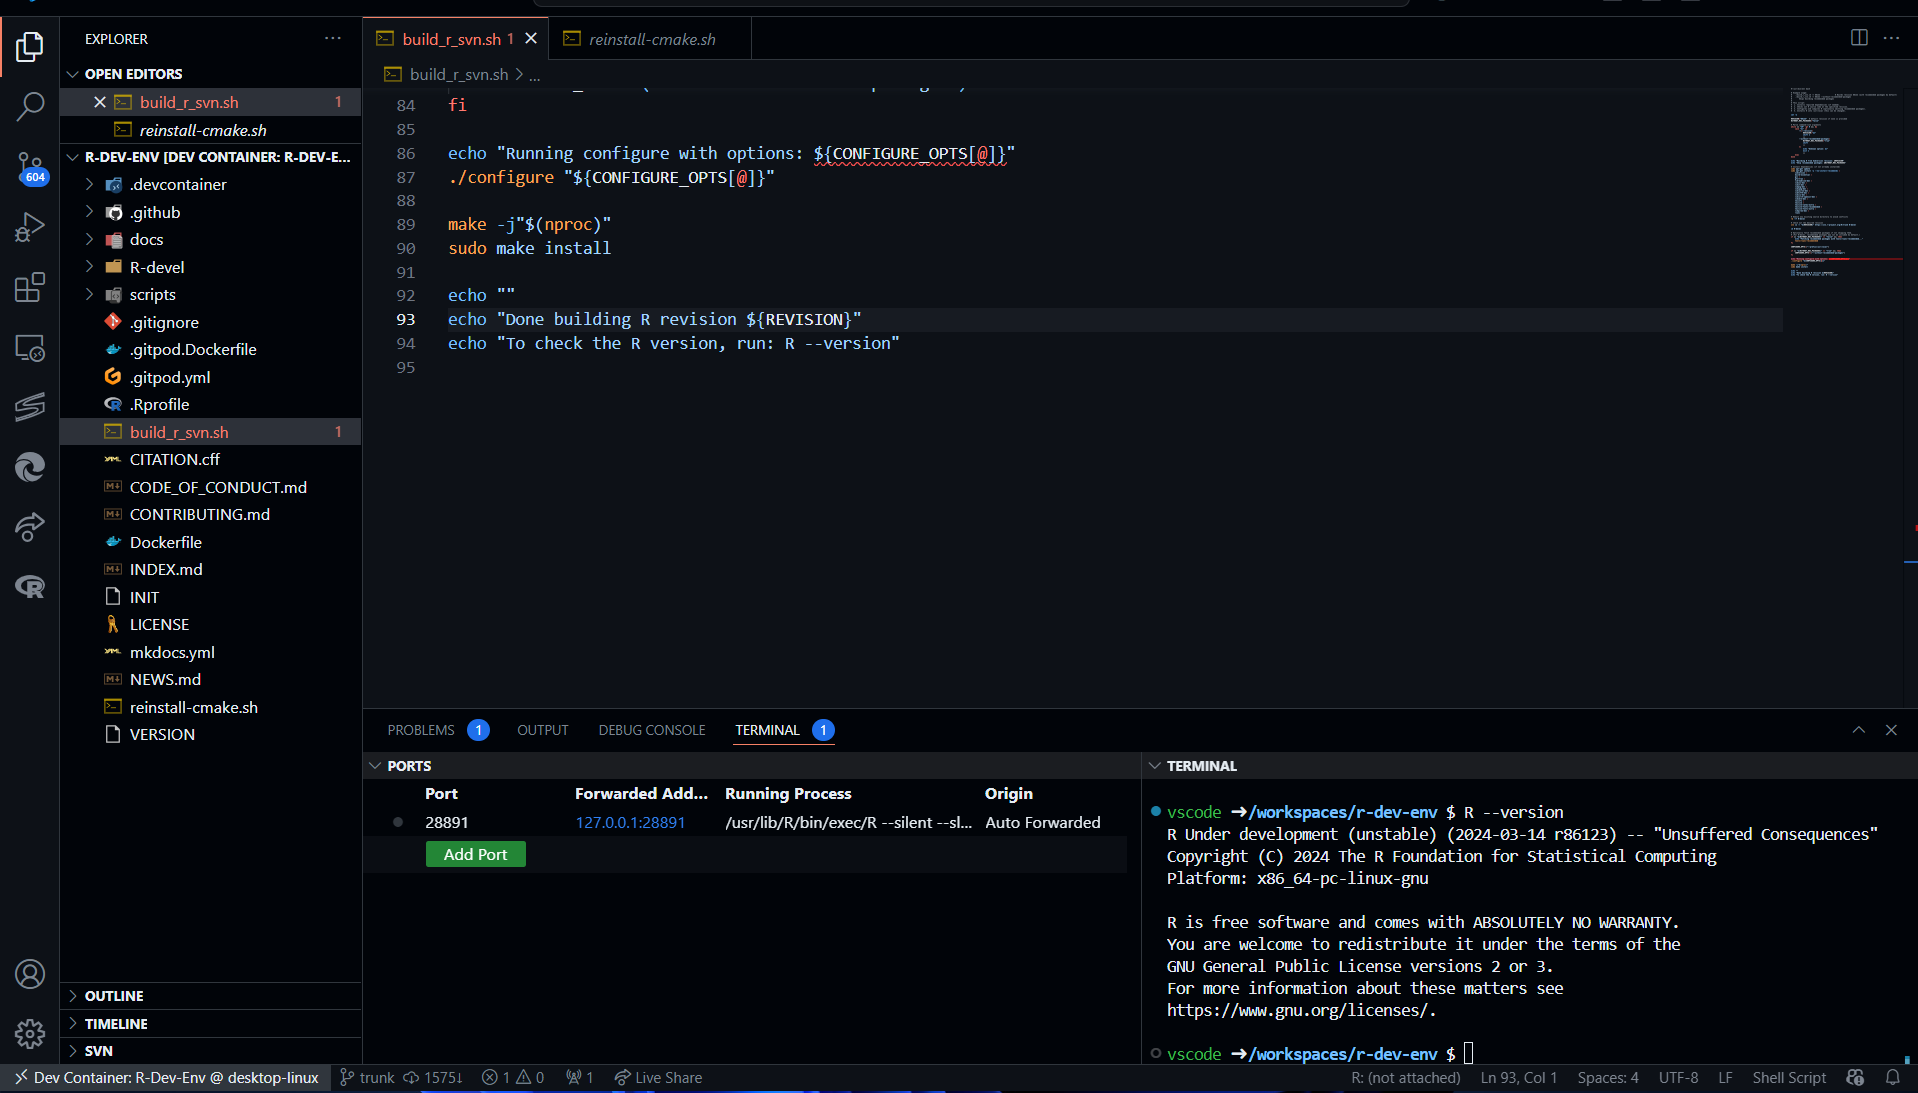 EXPLORER
build_r_svn.sh 1
reinstall-cmake.sh
OPEN EDITORS
build_r_svn.sh 1
reinstall-cmake.sh
R-DEV-ENV [DEV CONTAINER: R-DEV-E...
.devcontainer
.github
docs
R-devel
scripts
.gitignore
.gitpod.Dockerfile
.gitpod.yml
.Rprofile
build_r_svn.sh 1
CITATION.cff
CODE_OF_CONDUCT.md
CONTRIBUTING.md
Dockerfile
INDEX.md
INIT
LICENSE
mkdocs.yml
NEWS.md
reinstall-cmake.sh
VERSION
OUTLINE
TIMELINE
SVN
604
build_r_svn.sh > ...
84 fi
85
86 echo "Running configure with options: ${CONFIGURE_OPTS[@]}"
87 ./configure "${CONFIGURE_OPTS[@]}"
88
89 make -j"$(nproc)"
90 sudo make install
91
92 echo ""
93 echo "Done building R revision ${REVISION}"
94 echo "To check the R version, run: R --version"
95
PROBLEMS 1 OUTPUT DEBUG CONSOLE TERMINAL 1
PORTS
Port Forwarded Add... Running Process Origin
28891 127.0.0.1:28891 /usr/lib/R/bin/exec/R --silent --sl... Auto Forwarded
Add Port
TERMINAL
vscode ➜/workspaces/r-dev-env $ R --version
R Under development (unstable) (2024-03-14 r86123) -- "Unsuffered Consequences"
Copyright (C) 2024 The R Foundation for Statistical Computing
Platform: x86_64-pc-linux-gnu
R is free software and comes with ABSOLUTELY NO WARRANTY.
You are welcome to redistribute it under the terms of the
GNU General Public License versions 2 or 3.
For more information about these matters see
https://www.gnu.org/licenses/.
vscode ➜/workspaces/r-dev-env $
Dev Container: R-Dev-Env @ desktop-linux trunk 1575↓ 1 0 1 Live Share R: (not attached) Ln 93, Col 1 Spaces: 4 UTF-8 LF Shell Script